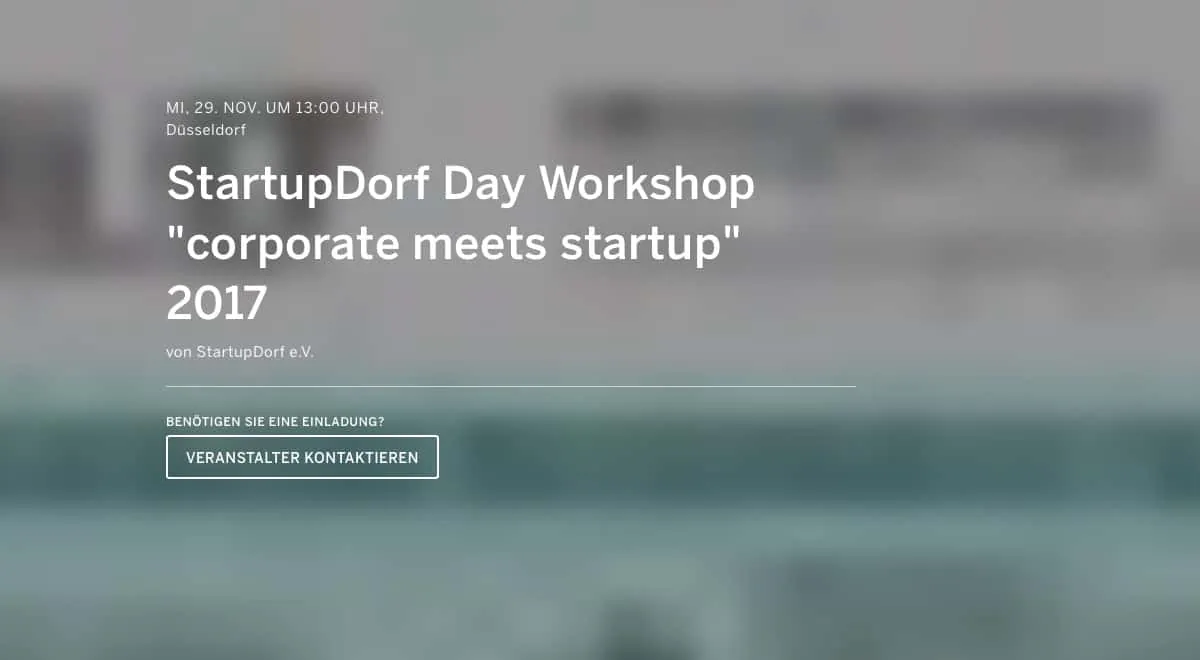 MI, 29. NOV. UM 13:00 UHR,
Düsseldorf
StartupDorf Day Workshop
"corporate meets startup"
2017
von StartupDorf e.V.
BENÖTIGEN SIE EINE EINLADUNG?
VERANSTALTER KONTAKTIEREN